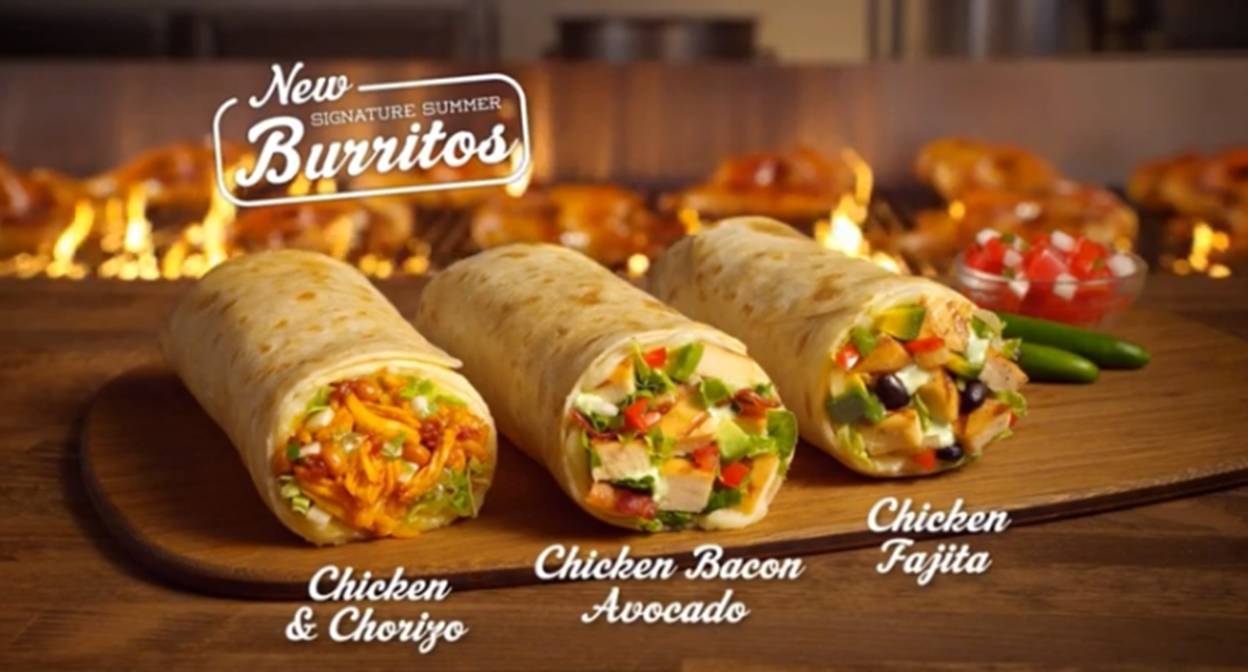 New
SIGNATURE SUMMER
Burritos
Chicken
& Chorizo
Chicken Bacon
Avocado
Chicken
Fajita